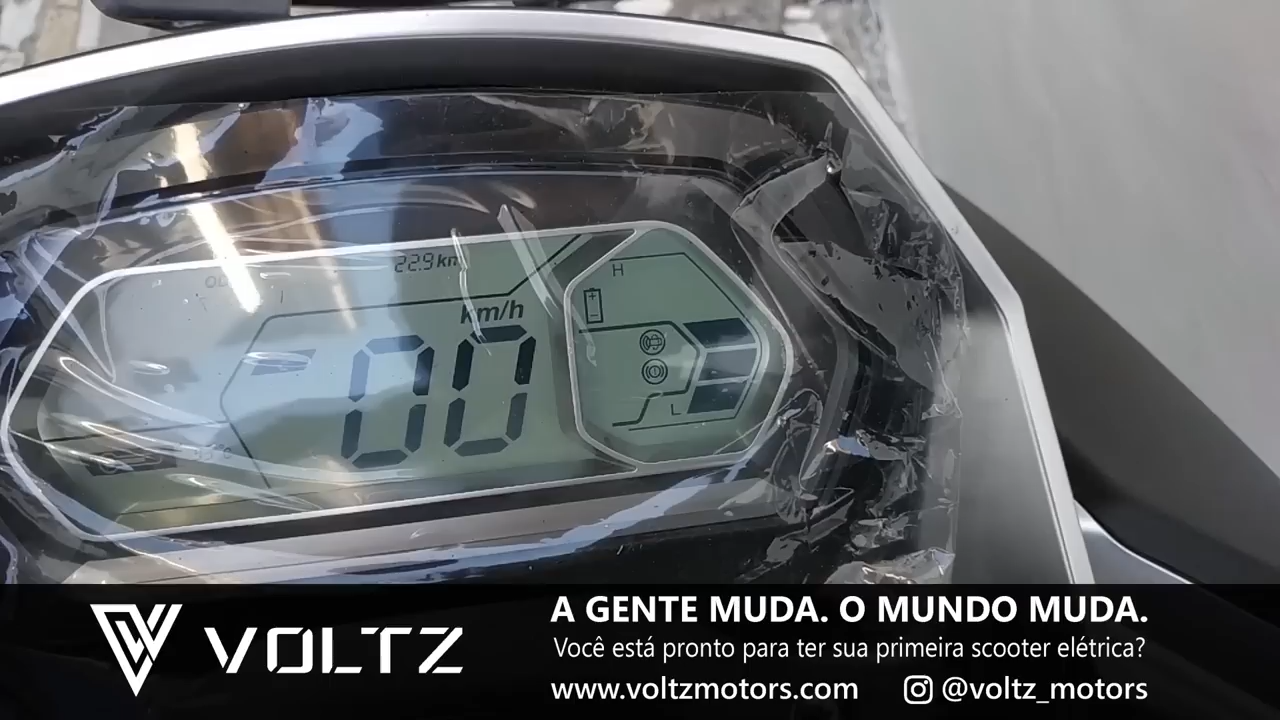 22.9 km
km/h
00
H
L
VOLTZ
A GENTE MUDA. O MUNDO MUDA.
Você está pronto para ter sua primeira scooter elétrica?
www.voltzmotors.com
@voltz_motors